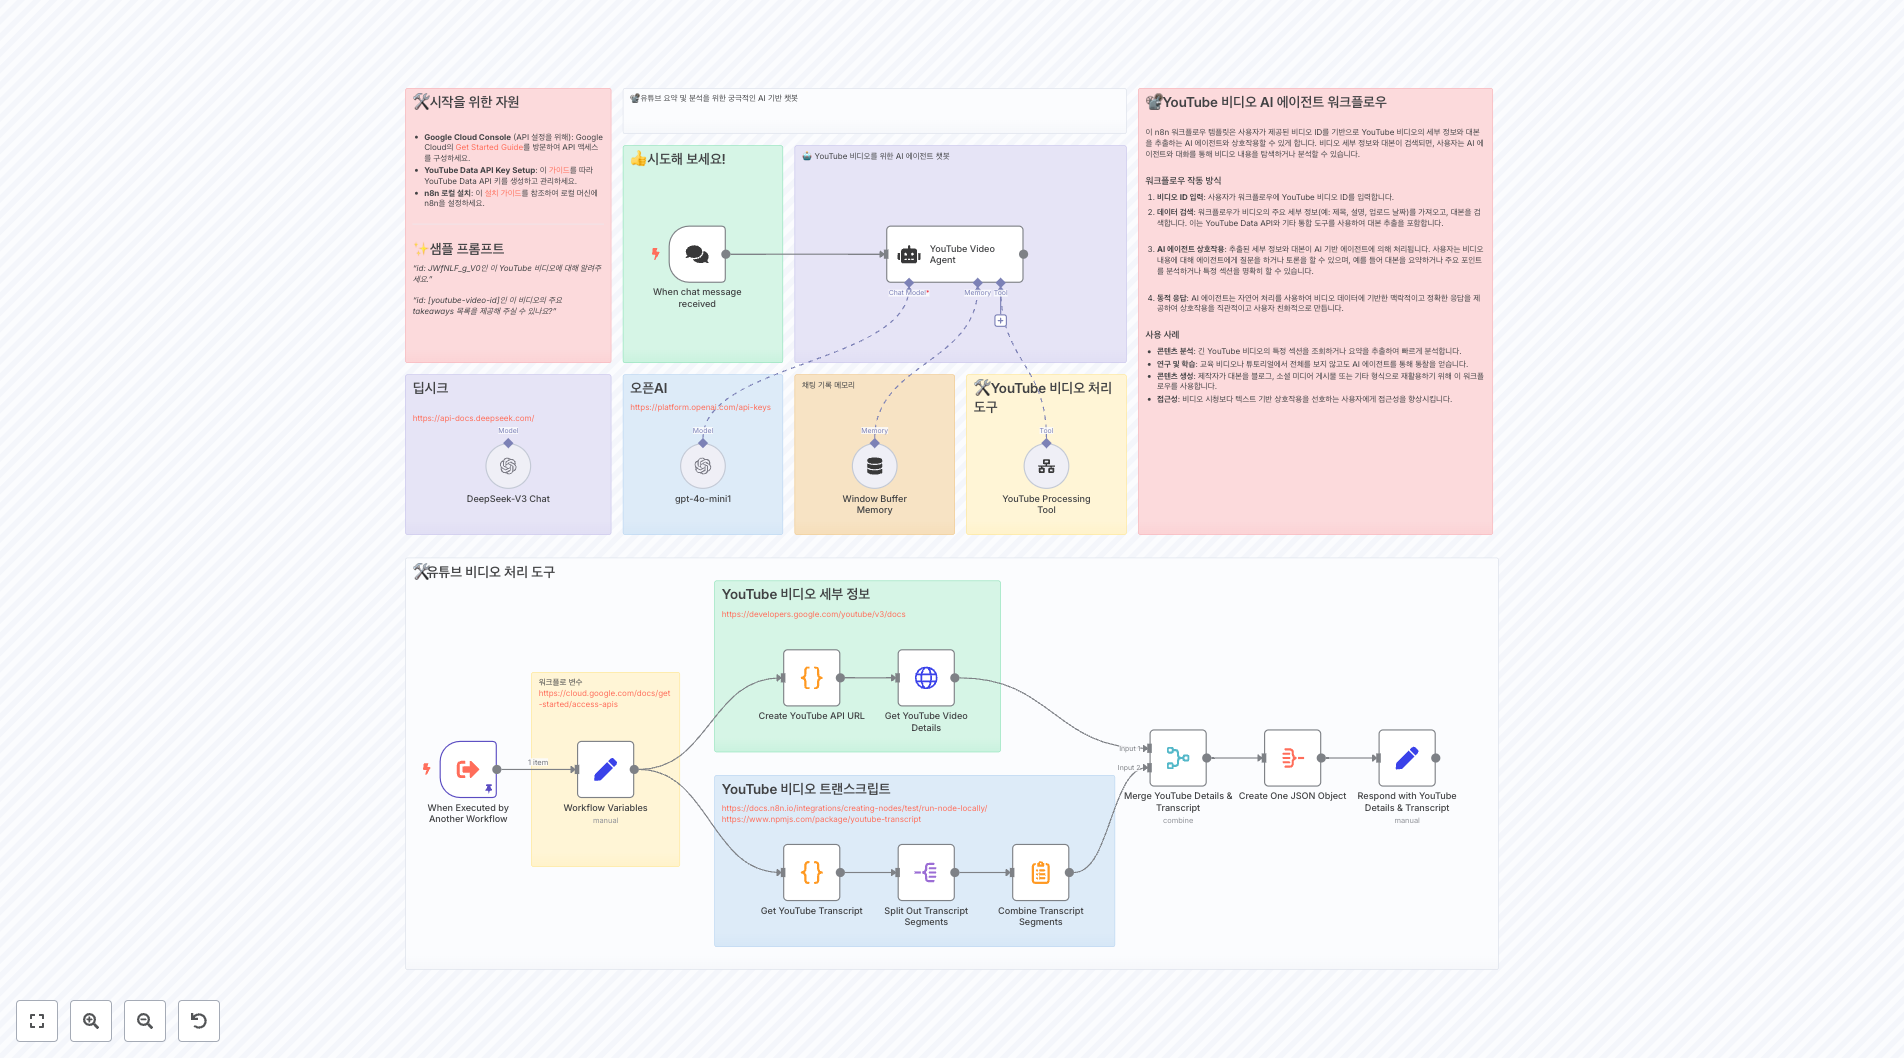 🛠️시작을 위한 자원
Google Cloud Console (API 설정을 위해): Google
Cloud의 Get Started Guide를 방문하여 API 액세스
를 구성하세요.
YouTube Data API Key Setup: 이 가이드를 따라
YouTube Data API 키를 생성하고 관리하세요.
n8n 로컬 설치: 이 설치 가이드를 참조하여 로컬 머신에
n8n을 설정하세요.
✨샘플 프롬프트
"id: JWfNLF_g_V0인 이 YouTube 비디오에 대해 알려주
세요."
"id: [youtube-video-id]인 이 비디오의 주요
takeaways 목록을 제공해 주실 수 있나요?"
📽️유튜브 요약 및 분석을 위한 궁극적인 AI 기반 챗봇
👍시도해 보세요!
When chat message
received
🤖 YouTube 비디오를 위한 AI 에이전트 챗봇
YouTube Video
Agent
Chat Model*
Memory
Tool
📽️YouTube 비디오 AI 에이전트 워크플로우
이 n8n 워크플로우 템플릿은 사용자가 제공된 비디오 ID를 기반으로 YouTube 비디오의 세부 정보와 대본
을 추출하는 AI 에이전트와 상호작용할 수 있게 합니다. 비디오 세부 정보와 대본이 검색되면, 사용자는 AI 에
이전트와 대화를 통해 비디오 내용을 탐색하거나 분석할 수 있습니다.
워크플로우 작동 방식
1. 비디오 ID 입력: 사용자가 워크플로우에 YouTube 비디오 ID를 입력합니다.
2. 데이터 검색: 워크플로우가 비디오의 주요 세부 정보(예: 제목, 설명, 업로드 날짜)를 가져오고, 대본을 검
색합니다. 이는 YouTube Data API와 기타 통합 도구를 사용하여 대본 추출을 포함합니다.
3. AI 에이전트 상호작용: 추출된 세부 정보와 대본이 AI 기반 에이전트에 의해 처리됩니다. 사용자는 비디오
내용에 대해 에이전트에게 질문을 하거나 토론을 할 수 있으며, 예를 들어 대본을 요약하거나 주요 포인트
를 분석하거나 특정 섹션을 명확히 할 수 있습니다.
4. 동적 응답: AI 에이전트는 자연어 처리를 사용하여 비디오 데이터에 기반한 맥락적이고 정확한 응답을 제
공하여 상호작용을 직관적이고 사용자 친화적으로 만듭니다.
사용 사례
콘텐츠 분석: 긴 YouTube 비디오의 특정 섹션을 조회하거나 요약을 추출하여 빠르게 분석합니다.
연구 및 학습: 교육 비디오나 튜토리얼에서 전체를 보지 않고도 AI 에이전트를 통해 통찰을 얻습니다.
콘텐츠 생성: 제작자가 대본을 블로그, 소셜 미디어 게시물 또는 기타 형식으로 재활용하기 위해 이 워크플
로우를 사용합니다.
접근성: 비디오 시청보다 텍스트 기반 상호작용을 선호하는 사용자에게 접근성을 향상시킵니다.
딥시크
https://api-docs.deepseek.com/
Model
DeepSeek-V3 Chat
오픈AI
https://platform.openai.com/api-keys
Model
gpt-4o-mini1
채팅 기록 메모리
Memory
Window Buffer
Memory
🛠️YouTube 비디오 처리
도구
Tool
YouTube Processing
Tool
🛠️유튜브 비디오 처리 도구
When Executed by
Another Workflow
1 item
워크플로 변수
https://cloud.google.com/docs/get
-started/access-apis
Workflow Variables
manual
YouTube 비디오 세부 정보
https://developers.google.com/youtube/v3/docs
Create YouTube API URL
Get YouTube Video
Details
YouTube 비디오 트랜스크립트
https://docs.n8n.io/integrations/creating-nodes/test/run-node-locally/
https://www.npmjs.com/package/youtube-transcript
Get YouTube Transcript
Split Out Transcript
Segments
Combine Transcript
Segments
Input 1
Input 2
Merge YouTube Details &
Transcript
combine
Create One JSON Object
Respond with YouTube
Details & Transcript
manual